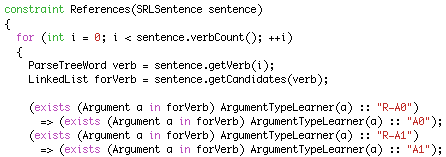 constraint References(SRLSentence sentence)
{
  for (int i = 0; i < sentence.verbCount(); ++i)
  {
    ParseTreeWord verb = sentence.getVerb(i);
    LinkedList forVerb = sentence.getCandidates(verb);

    (exists (Argument a in forVerb) ArgumentTypeLearner(a) :: "R-A0")
      => (exists (Argument a in forVerb) ArgumentTypeLearner(a) :: "A0");
    (exists (Argument a in forVerb) ArgumentTypeLearner(a) :: "R-A1")
      => (exists (Argument a in forVerb) ArgumentTypeLearner(a) :: "A1");